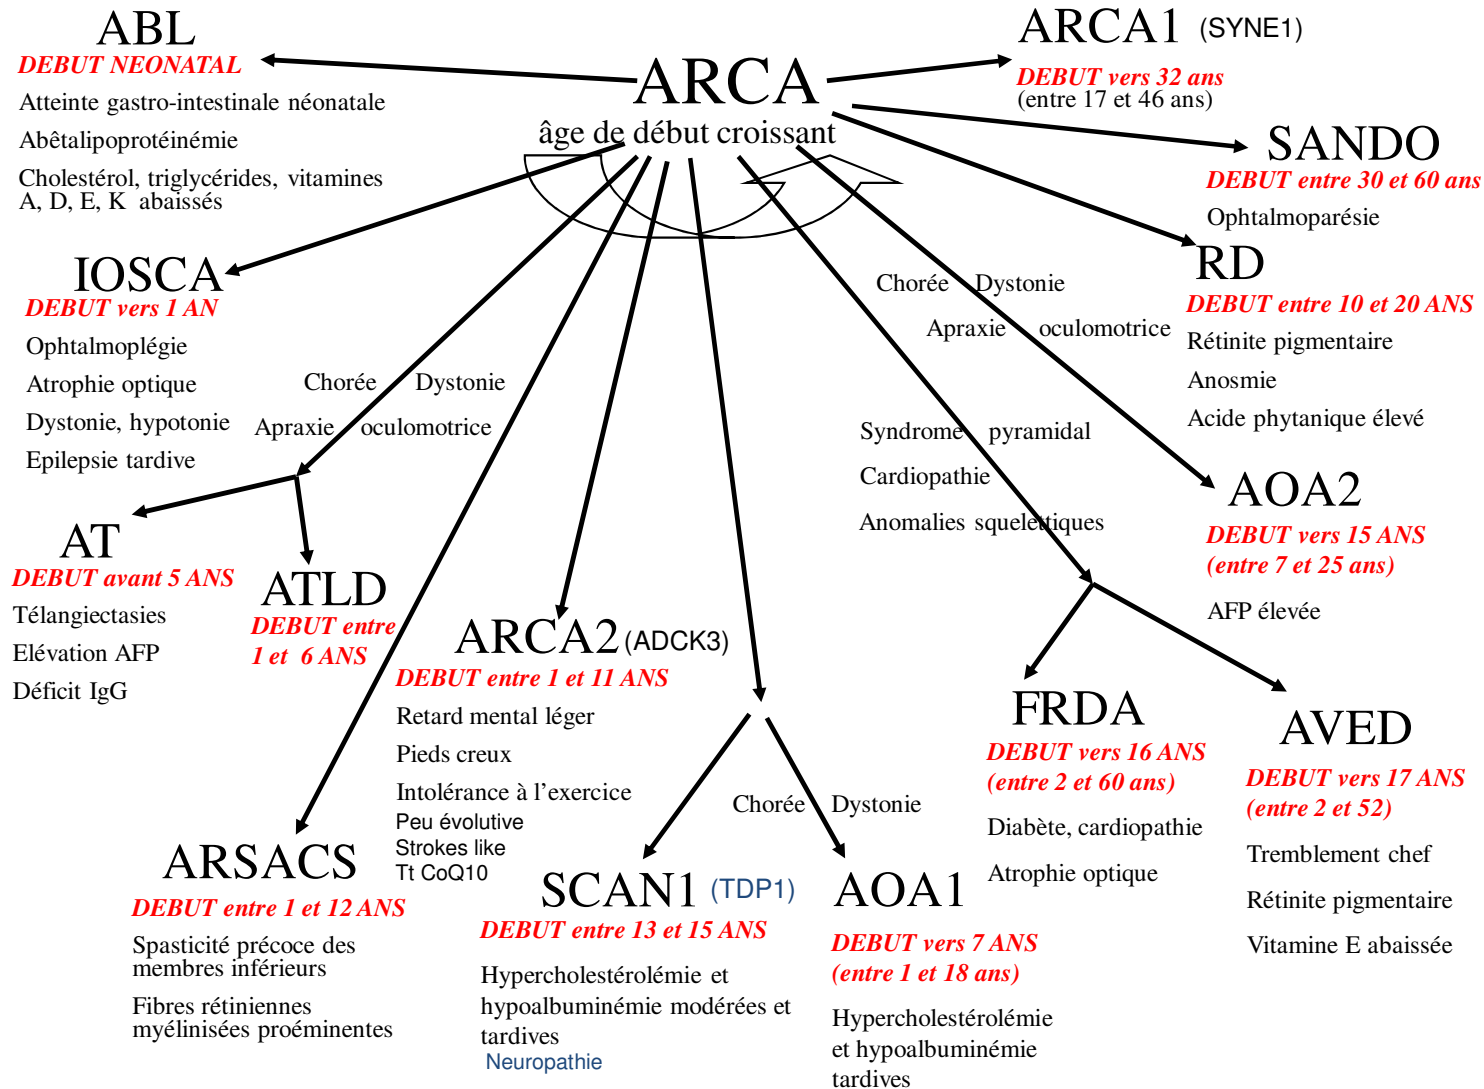 ARCA
âge de début croissant
ABL
DEBUT NEONATAL
Atteinte gastro-intestinale néonatale
Abêtalipoprotéinémie
Cholestérol, triglycérides, vitamines
A, D, E, K abaissés
IOSCA
DEBUT vers 1 AN
Ophtalmoplégie
Atrophie optique
Dystonie, hypotonie
Epilepsie tardive
Chorée Dystonie
Apraxie oculomotrice
AT
DEBUT avant 5 ANS
Télangiectasies
Elévation AFP
Déficit IgG
ATLD
DEBUT entre
1 et 6 ANS
ARSACS
DEBUT entre 1 et 12 ANS
Spasticité précoce des
membres inférieurs
Fibres rétiniennes
myélinisées proéminentes
ARCA2 (ADCK3)
DEBUT entre 1 et 11 ANS
Retard mental léger
Pieds creux
Intolérance à l’exercice
Peu évolutive
Strokes like
Tt CoQ10
SCAN1 (TDP1)
DEBUT entre 13 et 15 ANS
Hypercholestérolémie et
hypoalbuminémie modérées et
tardives
Neuropathie
Chorée Dystonie
AOA1
DEBUT vers 7 ANS
(entre 1 et 18 ans)
Hypercholestérolémie
et hypoalbuminémie
tardives
Syndrome pyramidal
Cardiopathie
Anomalies squelettiques
FRDA
DEBUT vers 16 ANS
(entre 2 et 60 ans)
Diabète, cardiopathie
Atrophie optique
AVED
DEBUT vers 17 ANS
(entre 2 et 52)
Tremblement chef
Rétinite pigmentaire
Vitamine E abaissée
Chorée Dystonie
Apraxie oculomotrice
AOA2
DEBUT vers 15 ANS
(entre 7 et 25 ans)
AFP élevée
RD
DEBUT entre 10 et 20 ANS
Rétinite pigmentaire
Anosmie
Acide phytanique élevé
SANDO
DEBUT entre 30 et 60 ans
Ophtalmoparésie
ARCA1 (SYNE1)
DEBUT vers 32 ans
(entre 17 et 46 ans)